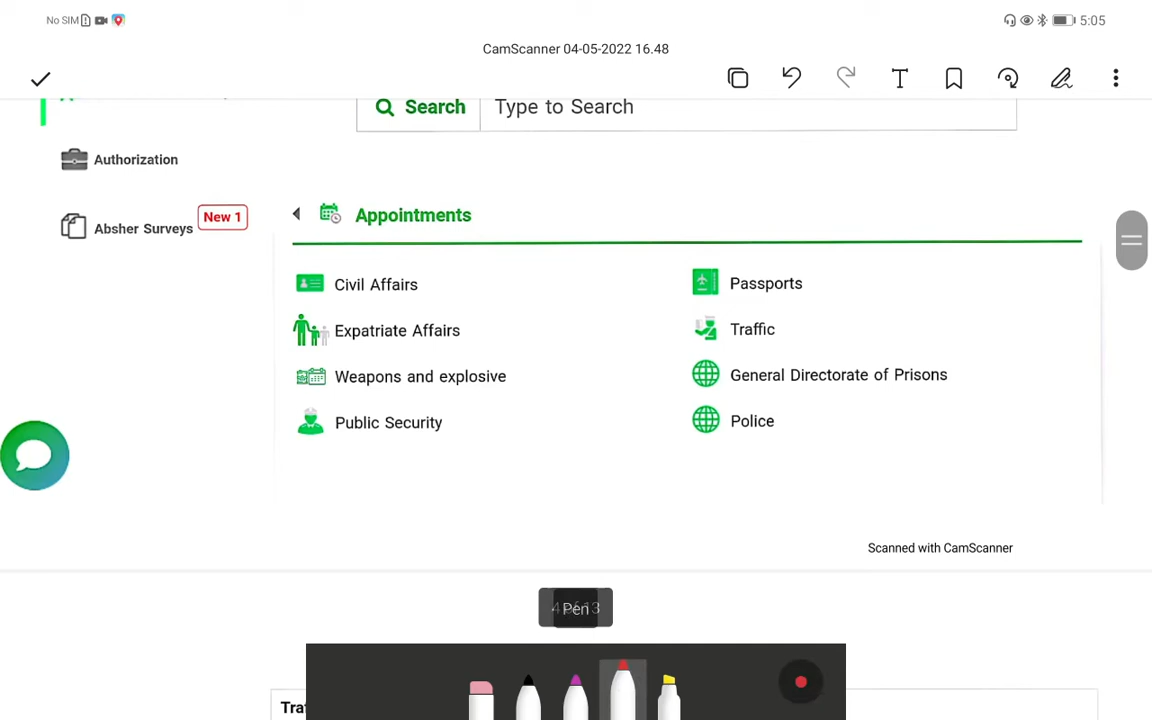 No SIM
5:05
CamScanner 04-05-2022 16.48
Search
Type to Search
Authorization
Absher Surveys
New 1
Appointments
Civil Affairs
Passports
Expatriate Affairs
Traffic
Weapons and explosive
General Directorate of Prisons
Public Security
Police
Scanned with CamScanner
Pen